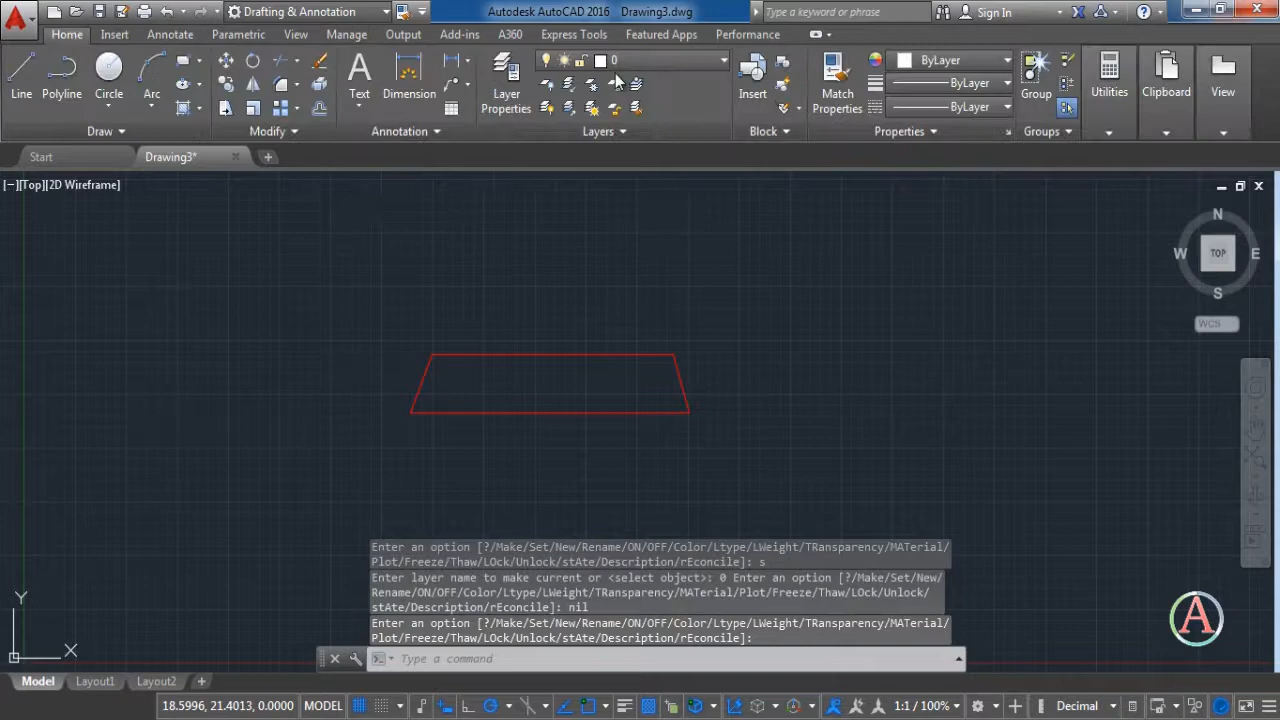 Drafting & Annotation
Autodesk AutoCAD 2016 Drawing3.dwg
Type a keyword or phrase
Sign In
Home Insert Annotate Parametric View Manage Output Add-ins A360 Express Tools Featured Apps Performance
0
ByLayer
ByLayer
ByLayer
Line Polyline Circle Arc
Text Dimension
Layer Properties
Insert
Match Properties
Group
Utilities Clipboard View
Draw Modify Annotation Layers Block Properties Groups
Start Drawing3*
[−][Top][2D Wireframe]
N
W TOP E
S
WCS
Enter an option [?/Make/Set/New/Rename/ON/OFF/Color/Ltype/LWeight/TRansparency/MATerial/
Plot/Freeze/Thaw/LOck/Unlock/stAte/Description/rEconcile]: s
Enter layer name to make current or <select object>: 0 Enter an option [?/Make/Set/New/
Rename/ON/OFF/Color/Ltype/LWeight/TRansparency/MATerial/Plot/Freeze/Thaw/LOck/Unlock/
stAte/Description/rEconcile]: nil
Enter an option [?/Make/Set/New/Rename/ON/OFF/Color/Ltype/LWeight/TRansparency/MATerial/
Plot/Freeze/Thaw/LOck/Unlock/stAte/Description/rEconcile]:
Type a command
Y
X
A
Model Layout1 Layout2
18.5996, 21.4013, 0.0000 MODEL 1:1 / 100% Decimal